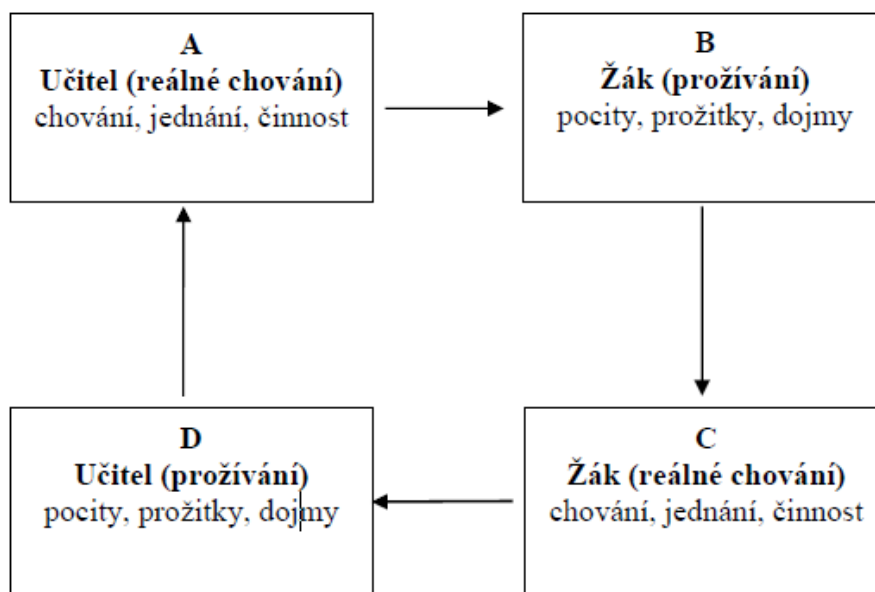 A
Učitel (reálné chování)
chování, jednání, činnost
B
Žák (prožívání)
pocity, prožitky, dojmy
D
Učitel (prožívání)
pocity, prožitky, dojmy
C
Žák (reálné chování)
chování, jednání, činnost